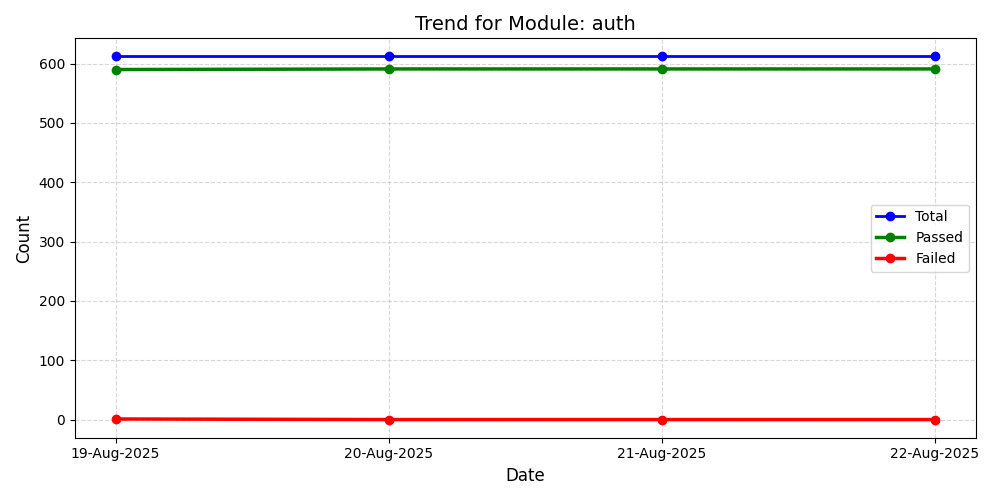 Trend for Module: auth
Count
600
500
400
300
200
100
0
Total
Passed
Failed
19-Aug-2025
20-Aug-2025
21-Aug-2025
22-Aug-2025
Date